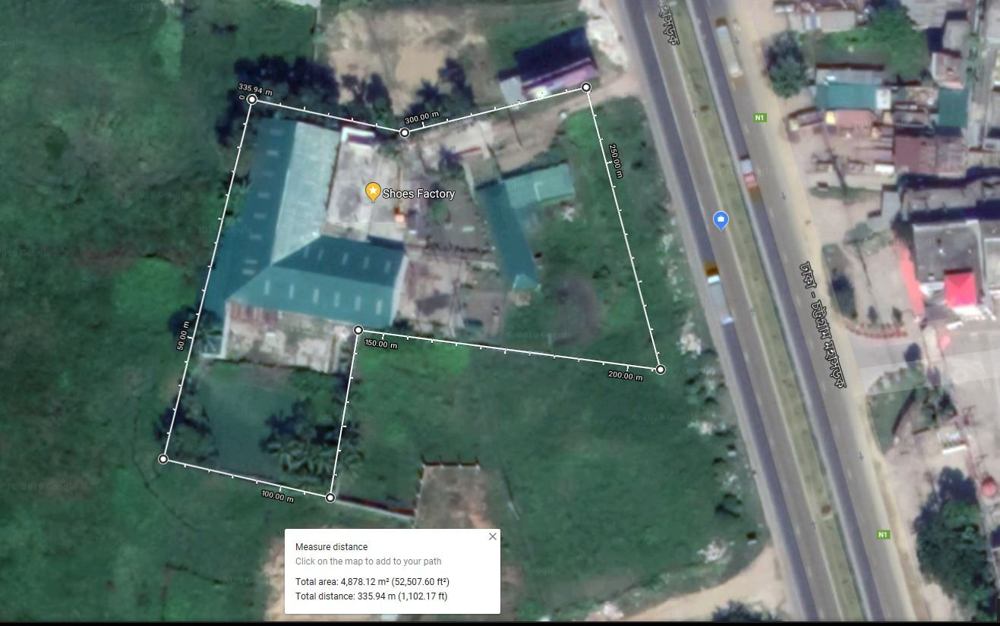 © 2019 Google
335.94 m
0
300.00 m
N1
250.00 m
Shoes Factory
ঢাকা - চট্টগ্রাম মহাসড়ক
50.00 m
150.00 m
200.00 m
100.00 m
N1
Measure distance
Click on the map to add to your path
Total area: 4,878.12 m² (52,507.60 ft²)
Total distance: 335.94 m (1,102.17 ft)